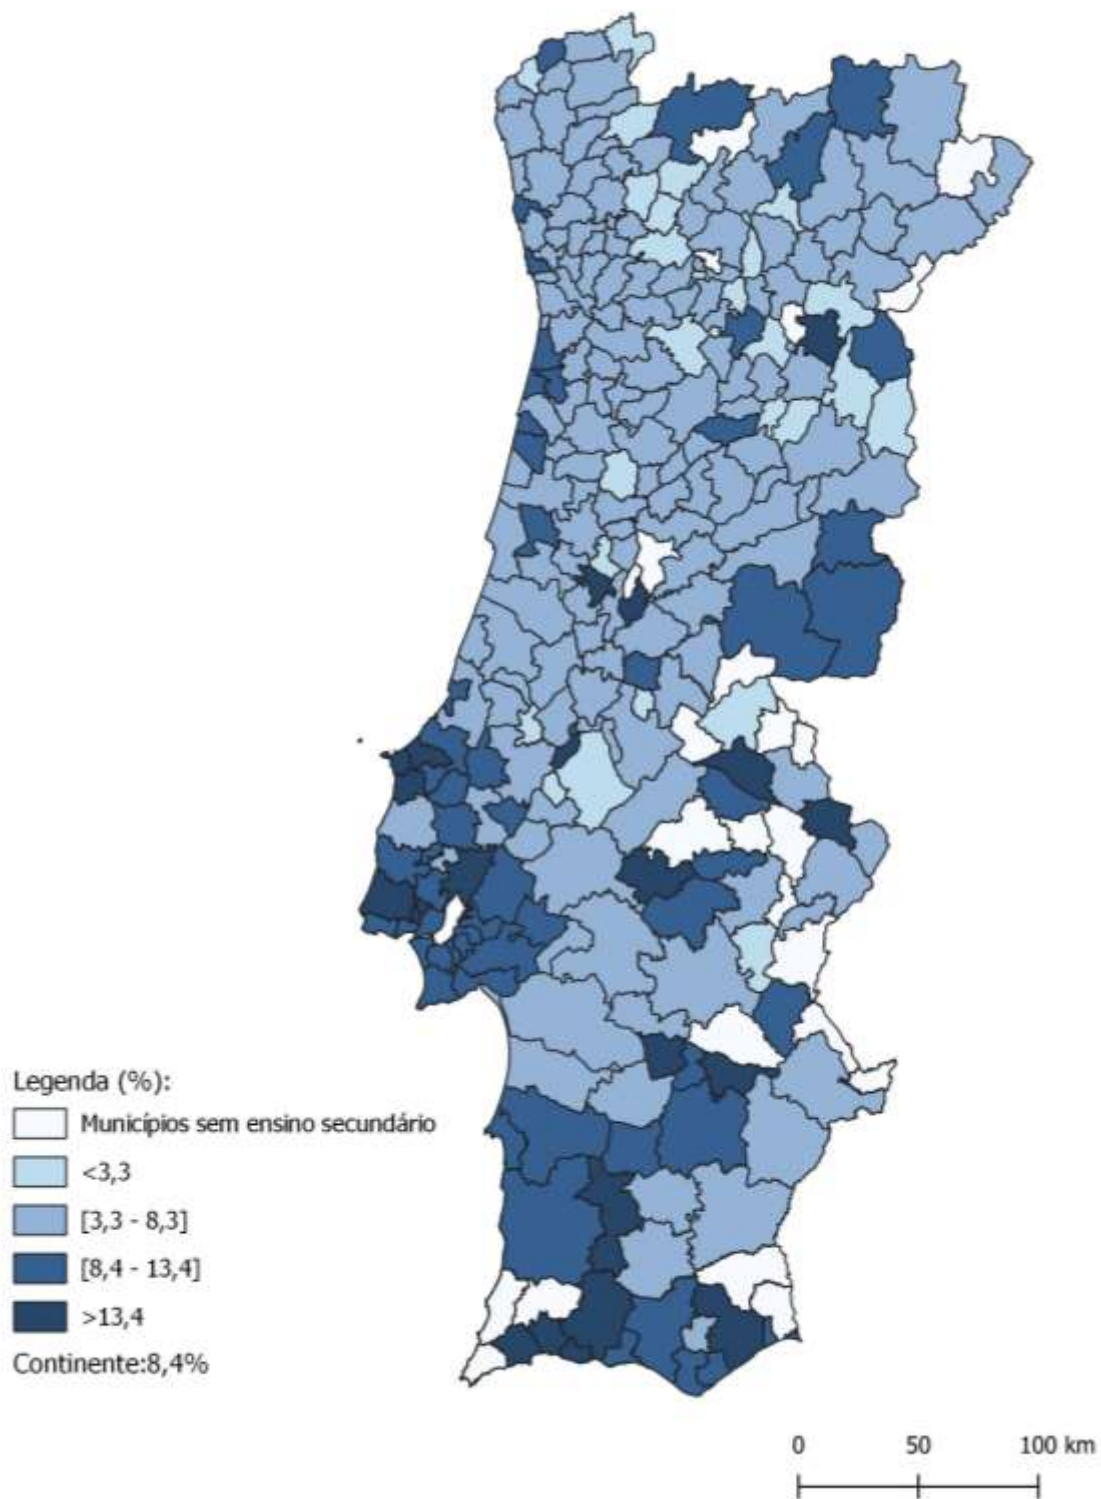 Legenda (%):
Municípios sem ensino secundário
<3,3
[3,3 - 8,3]
[8,4 - 13,4]
>13,4
Continente:8,4%
0 50 100 km